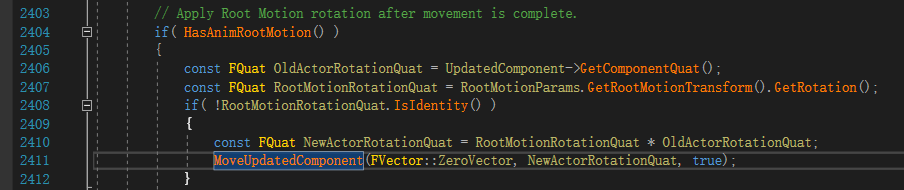 2403 // Apply Root Motion rotation after movement is complete.
2404 if( HasAnimRootMotion() )
2405 {
2406 const FQuat OldActorRotationQuat = UpdatedComponent->GetComponentQuat();
2407 const FQuat RootMotionRotationQuat = RootMotionParams.GetRootMotionTransform().GetRotation();
2408 if( !RootMotionRotationQuat.IsIdentity() )
2409 {
2410 const FQuat NewActorRotationQuat = RootMotionRotationQuat * OldActorRotationQuat;
2411 MoveUpdatedComponent(FVector::ZeroVector, NewActorRotationQuat, true);
2412 }